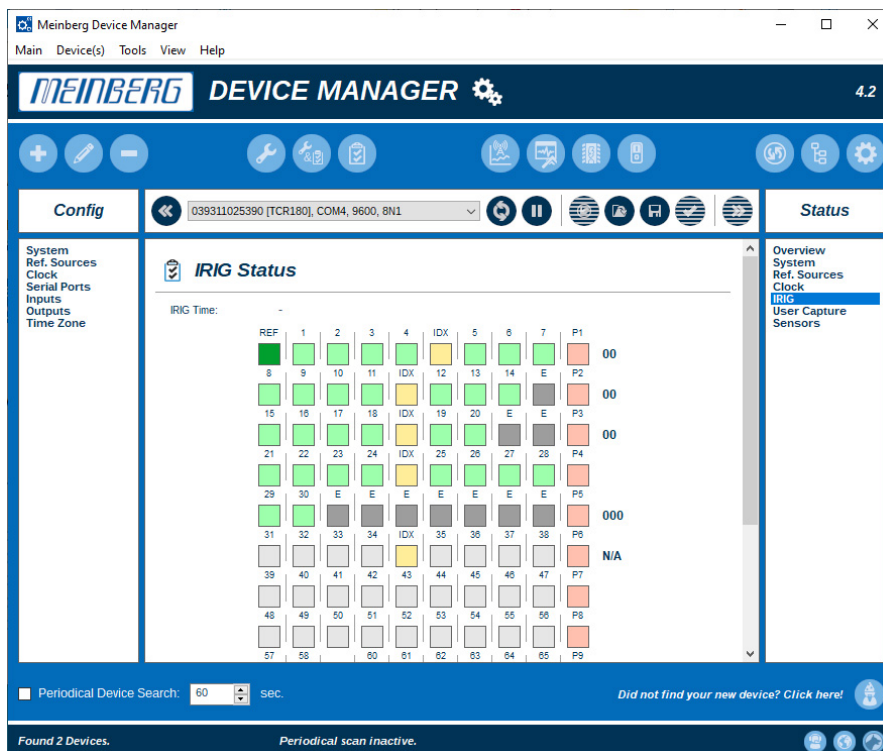 Meinberg Device Manager
Main Device(s) Tools View Help
MEINBERG DEVICE MANAGER 4.2
Config
039311025390 [TCR180], COM4, 9600, 8N1
Status
System
Ref. Sources
Clock
Serial Ports
Inputs
Outputs
Time Zone
IRIG Status
IRIG Time: -
REF 1 2 3 4 IDX 5 6 7 P1
00
8 9 10 11 IDX 12 13 14 E P2
00
15 16 17 18 IDX 19 20 E E P3
00
21 22 23 24 IDX 25 26 27 28 P4
29 30 E E E E E E E P5
000
31 32 33 34 IDX 35 36 37 38 P6
N/A
39 40 41 42 43 44 45 46 47 P7
48 49 50 51 52 53 54 55 56 P8
57 58 60 61 62 63 64 65 P9
Overview
System
Ref. Sources
Clock
IRIG
User Capture
Sensors
Periodical Device Search: 60 sec.
Did not find your new device? Click here!
Found 2 Devices.
Periodical scan inactive.